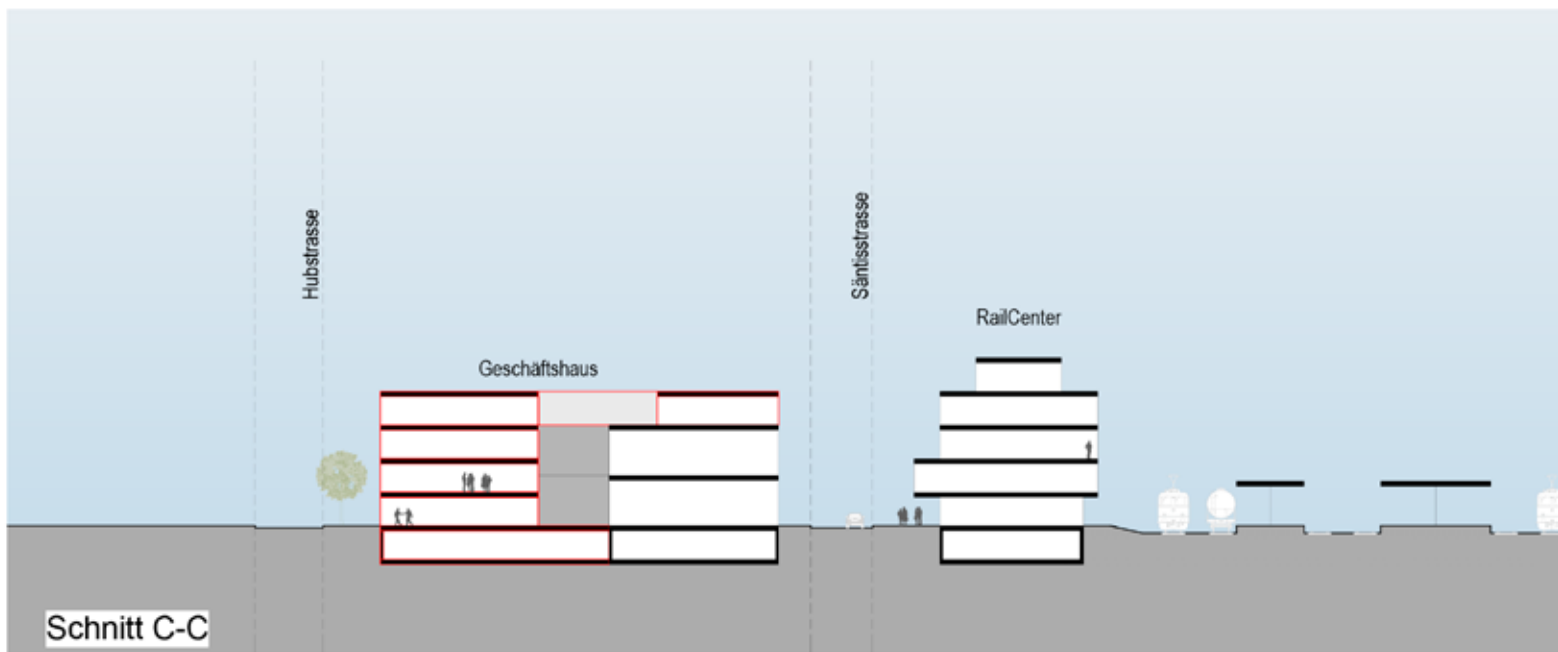 Hubstrasse
Säntisstrasse
RailCenter
Geschäftshaus
Schnitt C-C